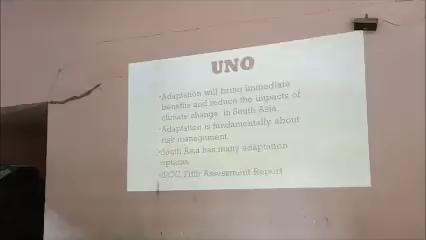 UNO
•Adaptation will bring immediate
benefits and reduce the impacts of
climate change in South Asia.
•Adaptation is fundamentally about
risk management.
•South Asia has many adaptation
options.
•IPCC, Fifth Assessment Report